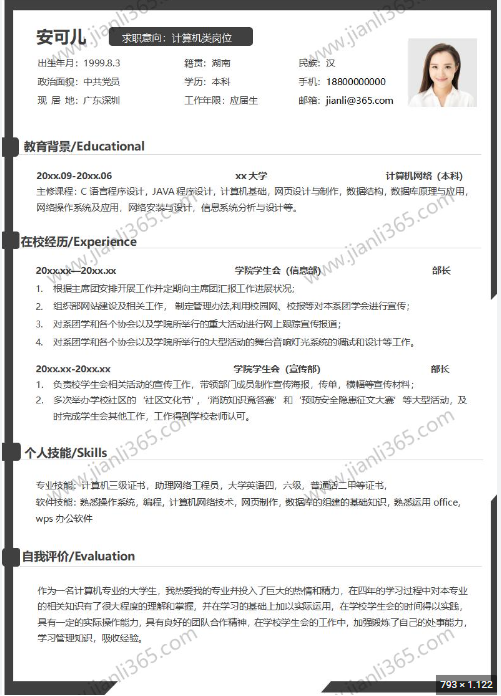 安可儿
求职意向：计算机类岗位
出生年月：1999.8.3 籍贯：湖南 民族：汉
政治面貌：中共党员 学历：本科 手机：18800000000
现 居 地：广东深圳 工作年限：应届生 邮箱：jianli@365.com
教育背景/Educational
20xx.09-20xx.06 xx 大学 计算机网络（本科）
主修课程：C 语言程序设计，JAVA 程序设计，计算机基础，网页设计与制作，数据结构，数据库原理与应用，
网络操作系统及应用，网络安装与设计，信息系统分析与设计等。
在校经历/Experience
20xx.xx—20xx.xx 学院学生会（信息部） 部长
1. 根据主席团安排开展工作并定期向主席团汇报工作进展状况；
2. 组织部网站建设及相关工作， 制定管理办法,利用校园网、校报等对本系团学会进行宣传；
3. 对系团学和各个协会以及学院所举行的重大活动进行网上跟踪宣传报道；
4. 对系团学和各个协会以及学院所举行的大型活动的舞台音响灯光系统的调试和设计等工作。
20xx.xx-20xx.xx 学院学生会（宣传部） 部长
1. 负责校学生会相关活动的宣传工作，带领部门成员制作宣传海报，传单，横幅等宣传材料；
2. 多次举办学校社区的‘社区文化节’，‘消防知识竞答赛’和‘预防安全隐患征文大赛’等大型活动，及
时完成学生会其他工作，工作得到学校老师认可。
个人技能/Skills
专业技能：计算机三级证书，助理网络工程员，大学英语四，六级，普通话二甲等证书，
软件技能：熟悉操作系统，编程，计算机网络技术，网页制作，数据库的组建的基础知识，熟悉运用 office,
wps 办公软件
自我评价/Evaluation
作为一名计算机专业的大学生，我热爱我的专业并投入了巨大的热情和精力，在四年的学习过程中对本专业
的相关知识有了很大程度的理解和掌握，并在学习的基础上加以实际运用，在学校学生会的时间得以实践，
具有一定的实际操作能力，具有良好的团队合作精神，在学校学生会的工作中，加强锻炼了自己的处事能力，
学习管理知识，吸收经验。
www.jianli365.com
www.jianli365.com
www.jianli365.com
www.jianli365.com
www.jianli365.com
www.jianli365.com
www.jianli365.com
www.jianli365.com
793 × 1.122